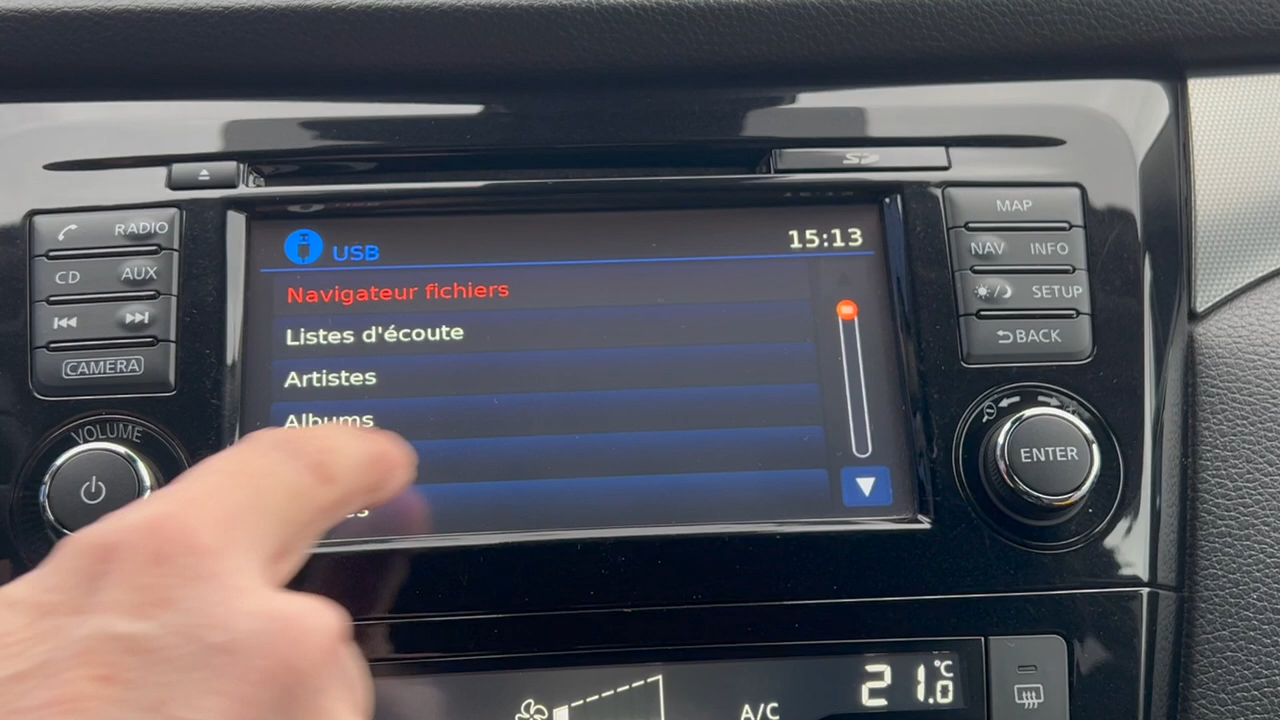 SD
RADIO
CD AUX
CAMERA
VOLUME
USB
15:13
Navigateur fichiers
Listes d'écoute
Artistes
Albums
MAP
NAV INFO
SETUP
BACK
ENTER
A/C
21.0 °C